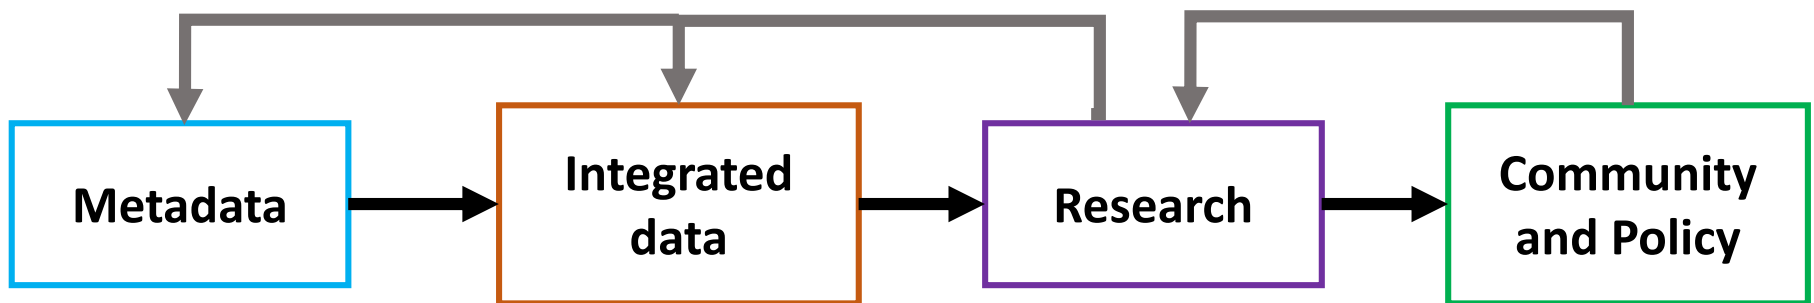 Metadata
Integrated
data
Research
Community
and Policy